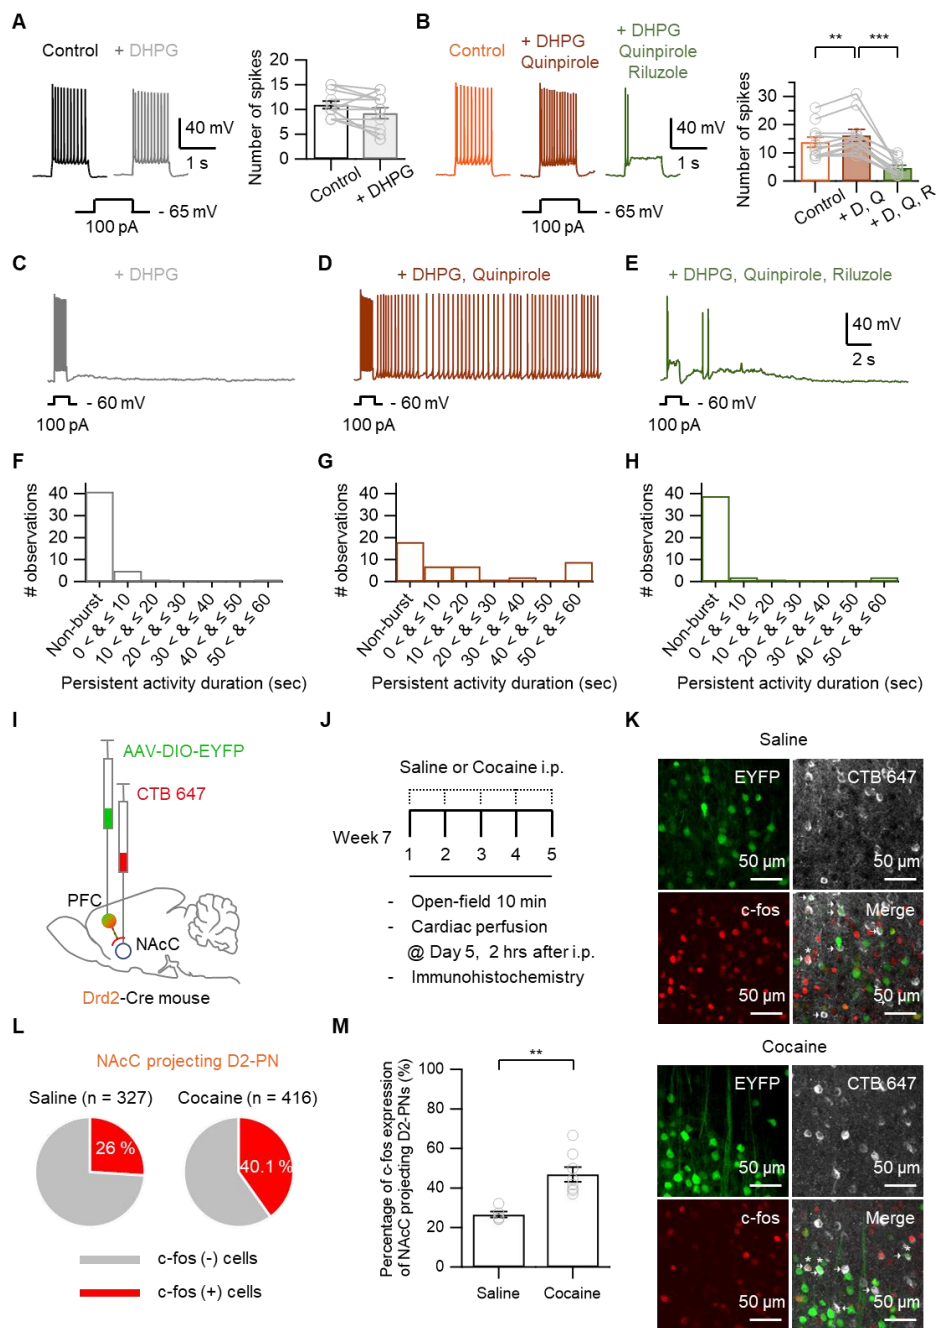 A
Control
+ DHPG
40 mV
1 s
- 65 mV
100 pA
Number of spikes
20
15
10
5
0
Control
+ DHPG
B
Control
+ DHPG
Quinpirole
+ DHPG
Quinpirole
Riluzole
40 mV
1 s
- 65 mV
100 pA
** ***
Number of spikes
30
20
10
0
Control
+ D, Q
+ D, Q, R
C
+ DHPG
- 60 mV
100 pA
D
+ DHPG, Quinpirole
- 60 mV
100 pA
E
+ DHPG, Quinpirole, Riluzole
40 mV
2 s
- 60 mV
100 pA
F
# observations
40
30
20
10
0
Non-burst
0 < & ≤ 10
10 < & ≤ 20
20 < & ≤ 30
30 < & ≤ 40
40 < & ≤ 50
50 < & ≤ 60
Persistent activity duration (sec)
G
# observations
40
30
20
10
0
Non-burst
0 < & ≤ 10
10 < & ≤ 20
20 < & ≤ 30
30 < & ≤ 40
40 < & ≤ 50
50 < & ≤ 60
Persistent activity duration (sec)
H
# observations
40
30
20
10
0
Non-burst
0 < & ≤ 10
10 < & ≤ 20
20 < & ≤ 30
30 < & ≤ 40
40 < & ≤ 50
50 < & ≤ 60
Persistent activity duration (sec)
I
AAV-DIO-EYFP
CTB 647
PFC
NAcC
Drd2-Cre mouse
J
Saline or Cocaine i.p.
Week 7
1 2 3 4 5
- Open-field 10 min
- Cardiac perfusion
@ Day 5, 2 hrs after i.p.
- Immunohistochemistry
K
Saline
EYFP
50 µm
CTB 647
50 µm
c-fos
50 µm
Merge
50 µm
Cocaine
EYFP
50 µm
CTB 647
50 µm
c-fos
50 µm
Merge
50 µm
L
NAcC projecting D2-PN
Saline (n = 327)
Cocaine (n = 416)
26 %
40.1 %
c-fos (-) cells
c-fos (+) cells
M
Percentage of c-fos expression
of NAcC projecting D2-PNs (%)
100
80
60
40
20
0
**
Saline
Cocaine